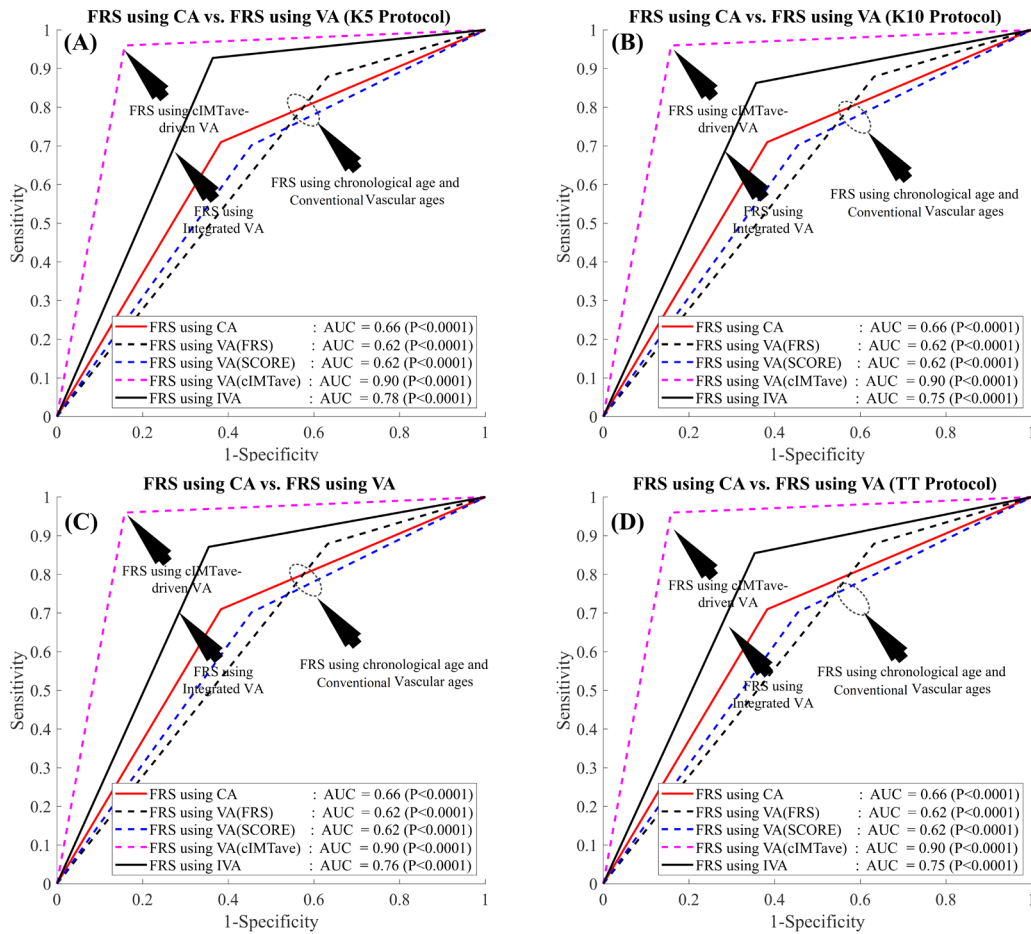 FRS using CA vs. FRS using VA (K5 Protocol)
(A)
1
0.9
0.8
0.7
0.6
0.5
0.4
0.3
0.2
0.1
0
Sensitivity
FRS using cIMTave-
driven VA
FRS using chronological age and
Conventional Vascular ages
FRS using
Integrated VA
FRS using CA : AUC = 0.66 (P<0.0001)
FRS using VA(FRS) : AUC = 0.62 (P<0.0001)
FRS using VA(SCORE) : AUC = 0.62 (P<0.0001)
FRS using VA(cIMTave) : AUC = 0.90 (P<0.0001)
FRS using IVA : AUC = 0.78 (P<0.0001)
0 0.2 0.4 0.6 0.8 1
1-Specificity
FRS using CA vs. FRS using VA (K10 Protocol)
(B)
1
0.9
0.8
0.7
0.6
0.5
0.4
0.3
0.2
0.1
0
Sensitivity
FRS using cIMTave-
driven VA
FRS using chronological age and
Conventional Vascular ages
FRS using
Integrated VA
FRS using CA : AUC = 0.66 (P<0.0001)
FRS using VA(FRS) : AUC = 0.62 (P<0.0001)
FRS using VA(SCORE) : AUC = 0.62 (P<0.0001)
FRS using VA(cIMTave) : AUC = 0.90 (P<0.0001)
FRS using IVA : AUC = 0.75 (P<0.0001)
0 0.2 0.4 0.6 0.8 1
1-Specificity
FRS using CA vs. FRS using VA
(C)
1
0.9
0.8
0.7
0.6
0.5
0.4
0.3
0.2
0.1
0
Sensitivity
FRS using cIMTave-
driven VA
FRS using chronological age and
Conventional Vascular ages
FRS using
Integrated VA
FRS using CA : AUC = 0.66 (P<0.0001)
FRS using VA(FRS) : AUC = 0.62 (P<0.0001)
FRS using VA(SCORE) : AUC = 0.62 (P<0.0001)
FRS using VA(cIMTave) : AUC = 0.90 (P<0.0001)
FRS using IVA : AUC = 0.76 (P<0.0001)
0 0.2 0.4 0.6 0.8 1
1-Specificity
FRS using CA vs. FRS using VA (TT Protocol)
(D)
1
0.9
0.8
0.7
0.6
0.5
0.4
0.3
0.2
0.1
0
Sensitivity
FRS using cIMTave-
driven VA
FRS using chronological age and
Conventional Vascular ages
FRS using
Integrated VA
FRS using CA : AUC = 0.66 (P<0.0001)
FRS using VA(FRS) : AUC = 0.62 (P<0.0001)
FRS using VA(SCORE) : AUC = 0.62 (P<0.0001)
FRS using VA(cIMTave) : AUC = 0.90 (P<0.0001)
FRS using IVA : AUC = 0.75 (P<0.0001)
0 0.2 0.4 0.6 0.8 1
1-Specificity